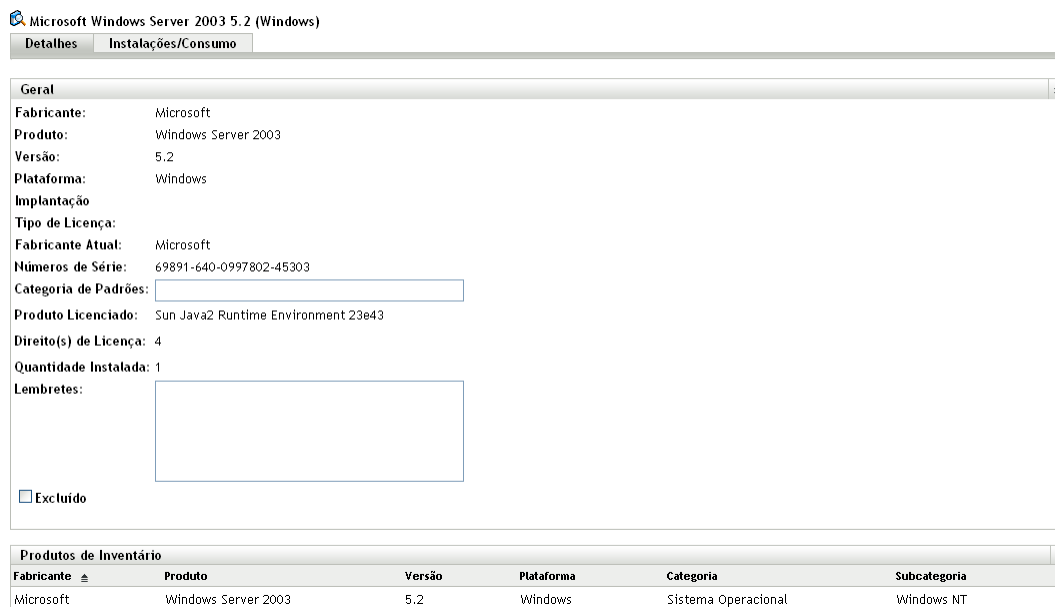 Microsoft Windows Server 2003 5.2 (Windows)
Detalhes Instalações/Consumo
Geral
Fabricante: Microsoft
Produto: Windows Server 2003
Versão: 5.2
Plataforma: Windows
Implantação
Tipo de Licença:
Fabricante Atual: Microsoft
Números de Série: 69891-640-0997802-45303
Categoria de Padrões:
Produto Licenciado: Sun Java2 Runtime Environment 23e43
Direito(s) de Licença: 4
Quantidade Instalada: 1
Lembretes:
Excluído
Produtos de Inventário
Fabricante Produto Versão Plataforma Categoria Subcategoria
Microsoft Windows Server 2003 5.2 Windows Sistema Operacional Windows NT